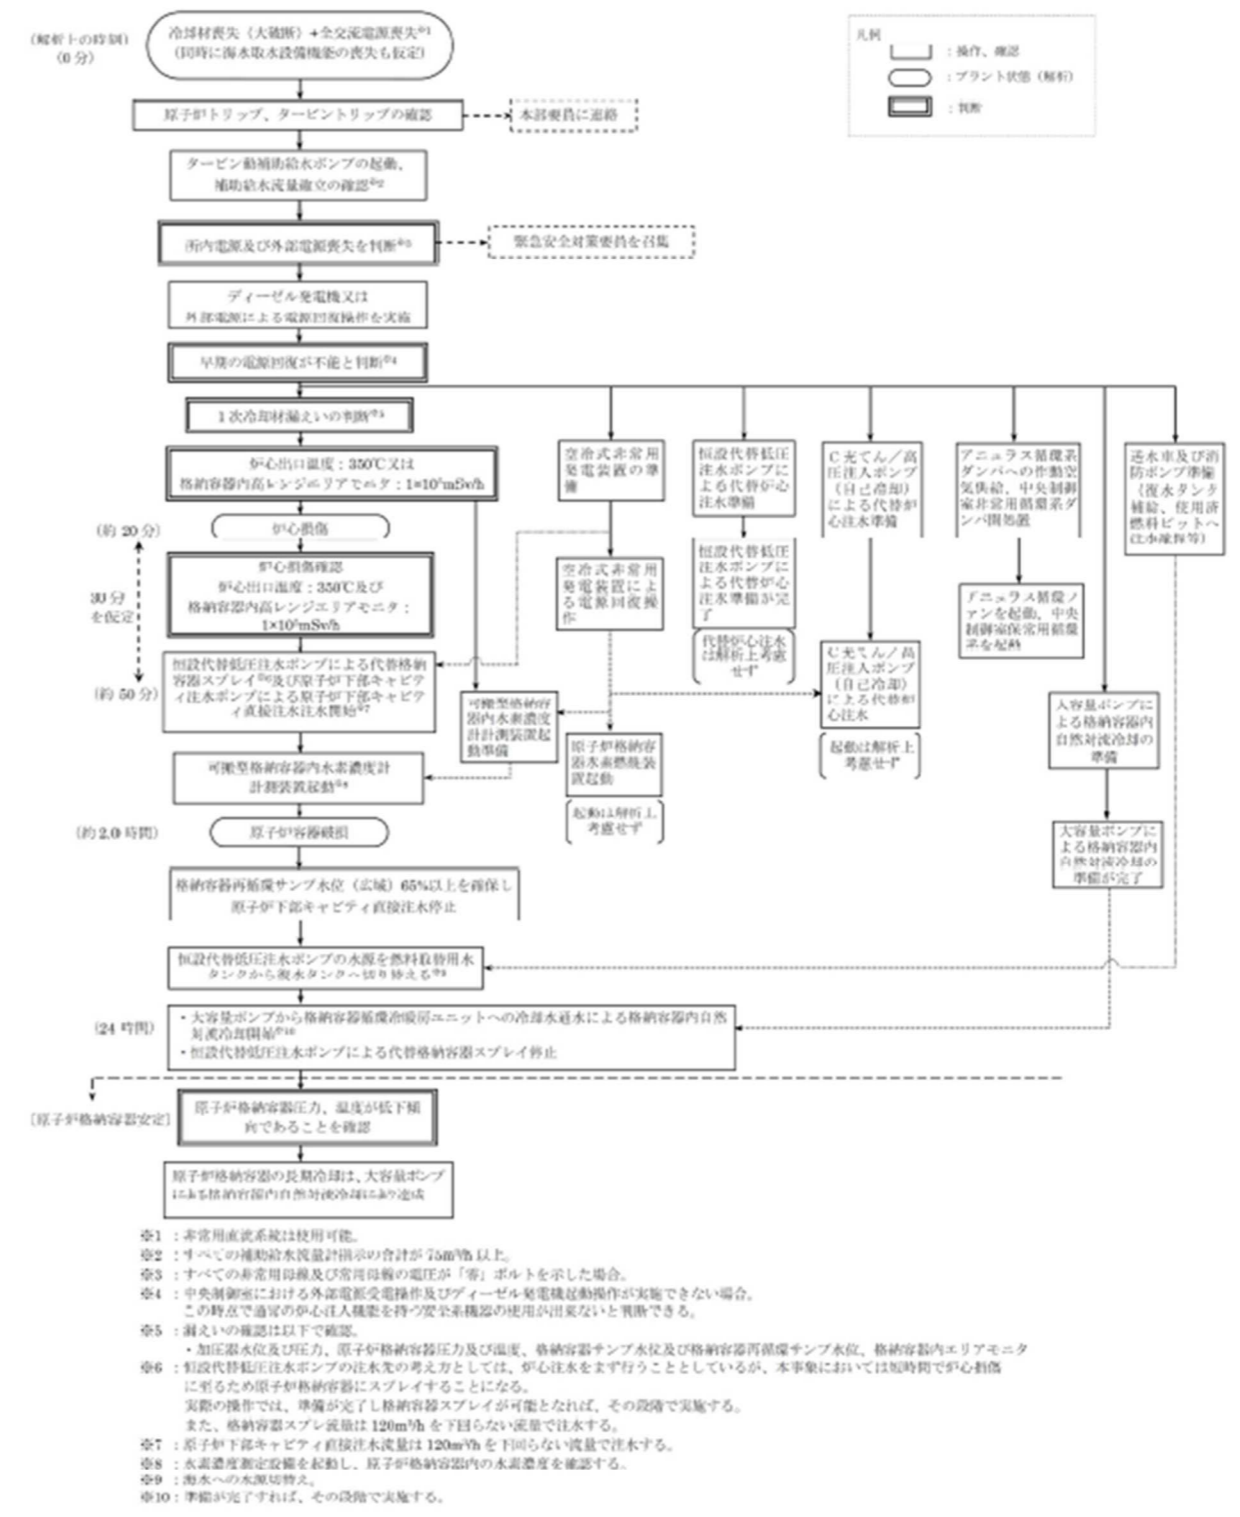 (解析上の時刻)
(0分)
冷却材喪失（大破断）+全交流電源喪失※1
(同時に海水取水設備機能の喪失も仮定)
凡例
：操作、確認
：プラント状態（解析）
：判断
原子炉トリップ、タービントリップの確認
本部要員に連絡
タービン動補助給水ポンプの起動、
補助給水流量確立の確認※2
所内電源及び外部電源喪失を判断※3
緊急安全対策要員を召集
ディーゼル発電機又は
外部電源による電源回復操作を実施
早期の電源回復が不能と判断※4
1次冷却材漏えいの判断※5
炉心出口温度：350℃又は
格納容器内高レンジエリアモニタ：1×10⁵mSv/h
(約20分)
炉心損傷
30分
を仮定
炉心損傷確認
炉心出口温度：350℃及び
格納容器内高レンジエリアモニタ：
1×10⁵mSv/h
(約50分)
恒設代替低圧注水ポンプによる代替格納
容器スプレイ※6及び原子炉下部キャビテ
ィ注水ポンプによる原子炉下部キャビテ
ィ直接注水注水開始※7
可搬型格納容器内水素濃度計
計測装置起動※8
(約2.0時間)
原子炉容器破損
格納容器再循環サンプ水位（広域）65%以上を確保し
原子炉下部キャビティ直接注水停止
恒設代替低圧注水ポンプの水源を燃料取替用水
タンクから復水タンクへ切り替える※9
(24時間)
・大容量ポンプから格納容器循環冷暖房ユニットへの冷却水通水による格納容器内自然
対流冷却開始※10
・恒設代替低圧注水ポンプによる代替格納容器スプレイ停止
[原子炉格納容器安定]
原子炉格納容器圧力、温度が低下傾
向であることを確認
原子炉格納容器の長期冷却は、大容量ポンプ
による格納容器内自然対流冷却により達成
空冷式非常用
発電装置の準
備
空冷式非常用
発電装置によ
る電源回復操
作
可搬型格納容
器内水素濃度
計計測装置起
動準備
原子炉格納容
器水素燃焼装
置起動
起動は解析上
考慮せず
恒設代替低圧
注水ポンプに
よる代替炉心
注水準備
恒設代替低圧
注水ポンプに
よる代替炉心
注水準備が完
了
代替炉心注水
は解析上考慮
せず
C充てん／高
圧注入ポンプ
（自己冷却）
による代替炉
心注水準備
C充てん／高
圧注入ポンプ
（自己冷却）
による代替炉
心注水
起動は解析上
考慮せず
アニュラス循環系
ダンパへの作動空
気供給、中央制御
室非常用循環系ダ
ンパ開処置
アニュラス循環フ
ァンを起動、中央
制御室非常用循環
系を起動
大容量ポンプに
よる格納容器内
自然対流冷却の
準備
大容量ポンプに
よる格納容器内
自然対流冷却の
準備が完了
送水車及び消
防ポンプ準備
（復水タンク
補給、使用済
燃料ピットへ
注水確保等）
※1 ：非常用直流系統は使用可能。
※2 ：すべての補助給水流量計指示の合計が75m³/h以上。
※3 ：すべての非常用母線及び常用母線の電圧が「零」ボルトを示した場合。
※4 ：中央制御室における外部電源受電操作及びディーゼル発電機起動操作が実施できない場合。
この時点で通常の炉心注入機能を持つ安全系機器の使用が出来ないと判断できる。
※5 ：漏えいの確認は以下で確認。
・加圧器水位及び圧力、原子炉格納容器圧力及び温度、格納容器サンプ水位及び格納容器再循環サンプ水位、格納容器内エリアモニタ
※6 ：恒設代替低圧注水ポンプの注水先の考え方としては、炉心注水をまず行うこととしているが、本事象においては短時間で炉心損傷
に至るため原子炉格納容器にスプレイすることになる。
実際の操作では、準備が完了し格納容器スプレイが可能となれば、その段階で実施する。
また、格納容器スプレ流量は120m³/hを下回らない流量で注水する。
※7 ：原子炉下部キャビティ直接注水流量は120m³/hを下回らない流量で注水する。
※8 ：水素濃度測定設備を起動し、原子炉格納容器内の水素濃度を確認する。
※9 ：海水への水源切替え。
※10：準備が完了すれば、その段階で実施する。